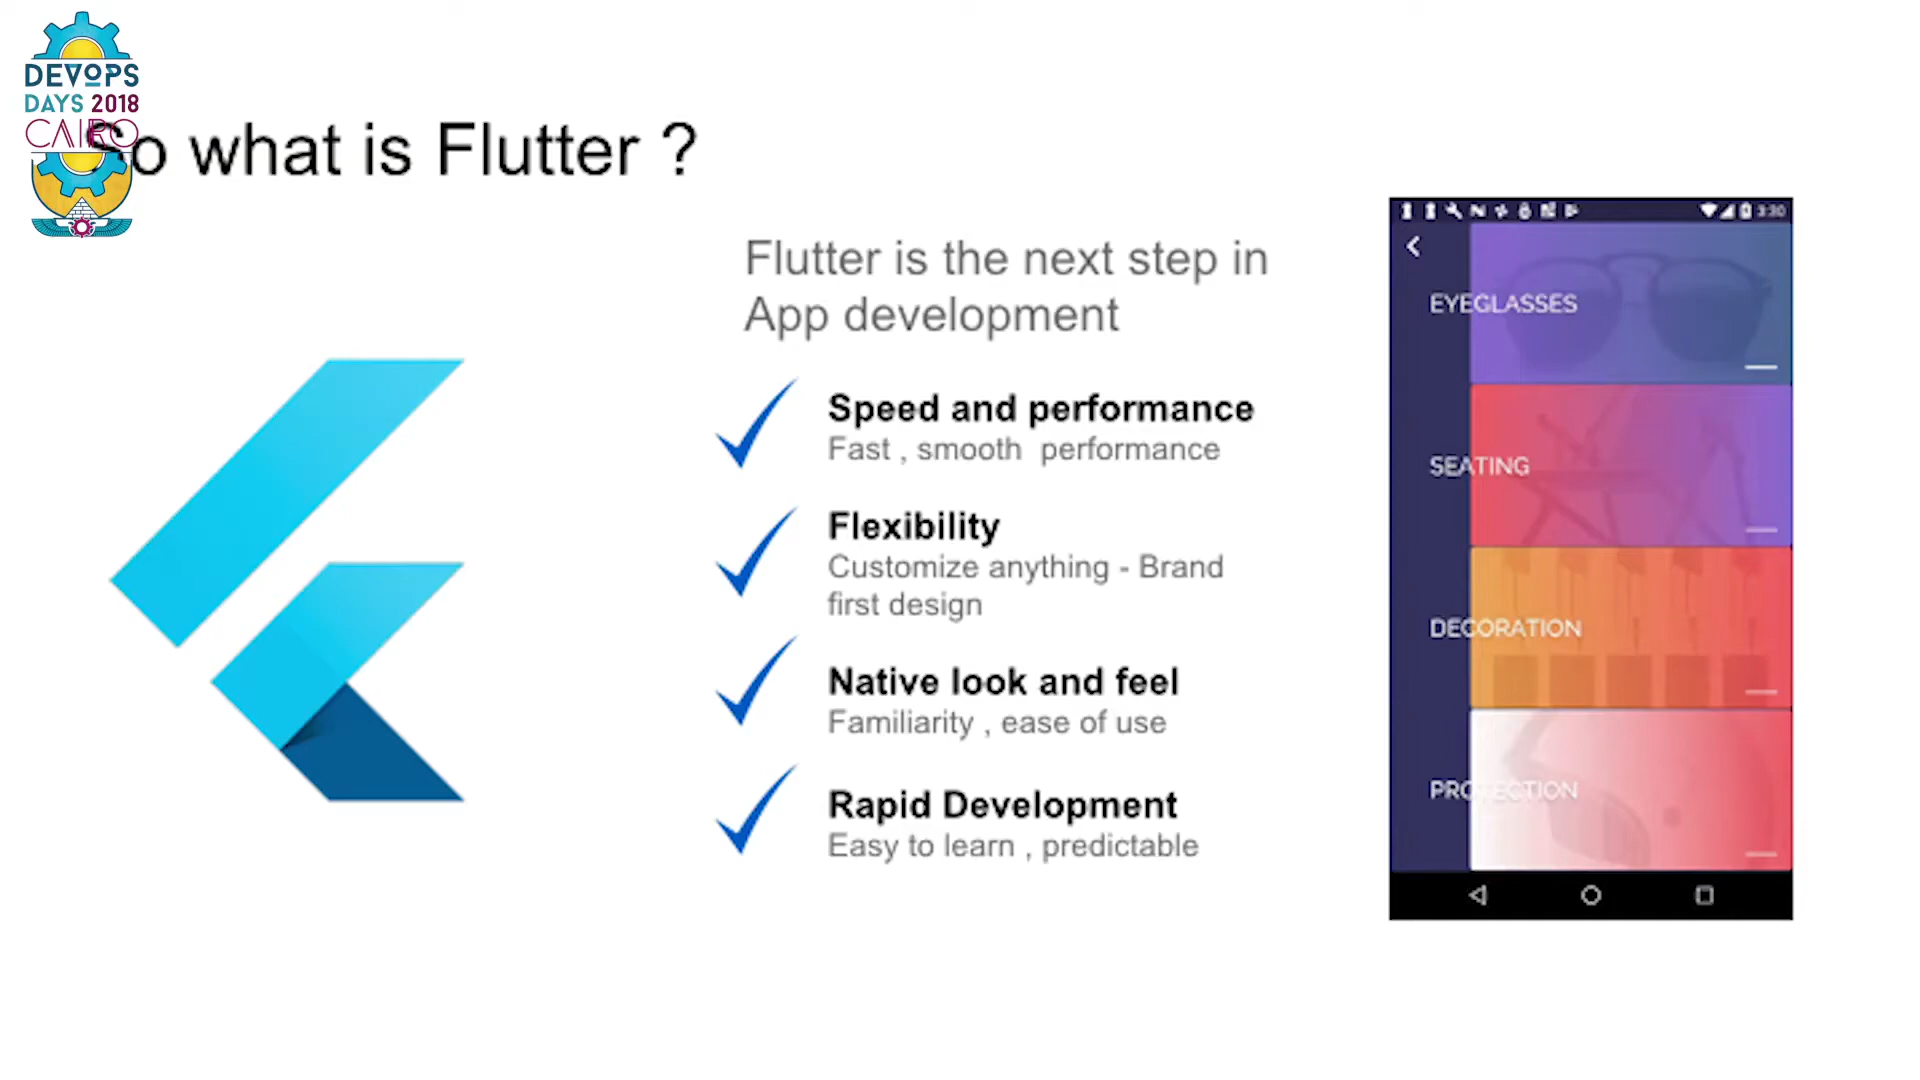 DEVOPS
DAYS 2018
CAIRO
So what is Flutter ?
Flutter is the next step in
App development
Speed and performance
Fast , smooth performance
Flexibility
Customize anything - Brand
first design
Native look and feel
Familiarity , ease of use
Rapid Development
Easy to learn , predictable
3:30
EYEGLASSES
SEATING
DECORATION
PROTECTION